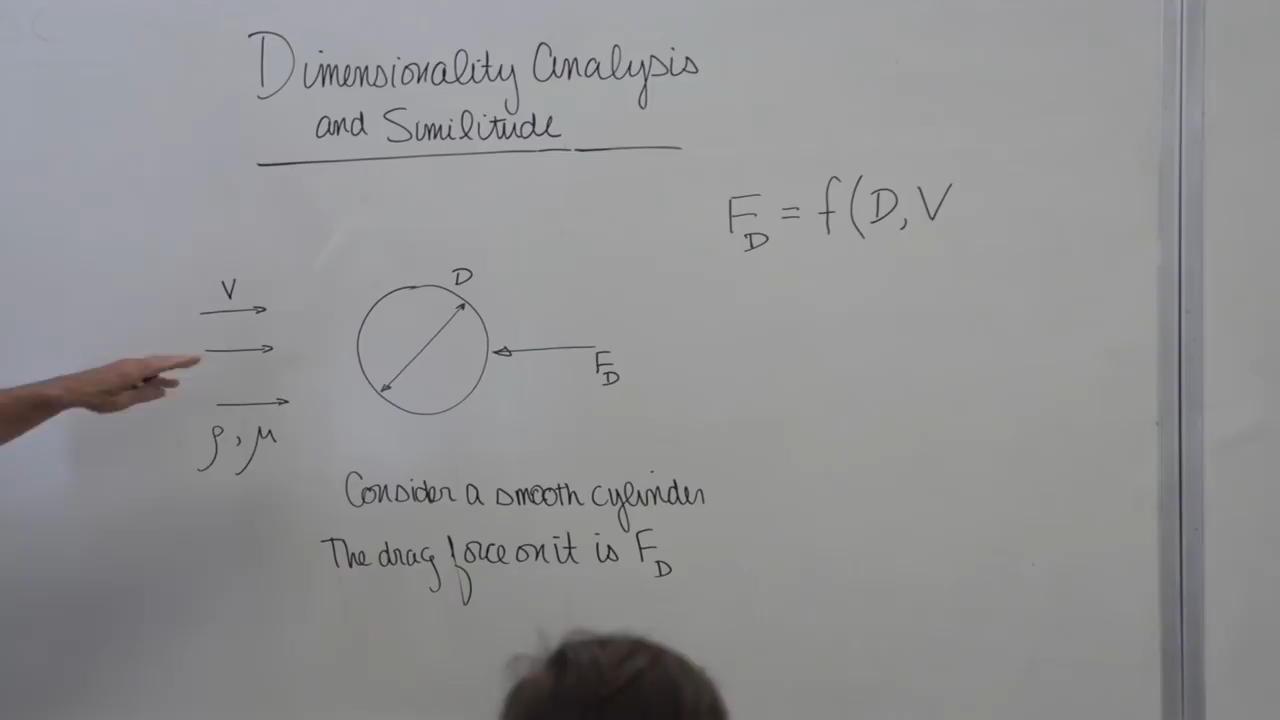 Dimensionality Analysis
and Similitude
F_D = f(D, V
V
D
F_D
ρ, μ
Consider a smooth cylinder
The drag force on it is F_D